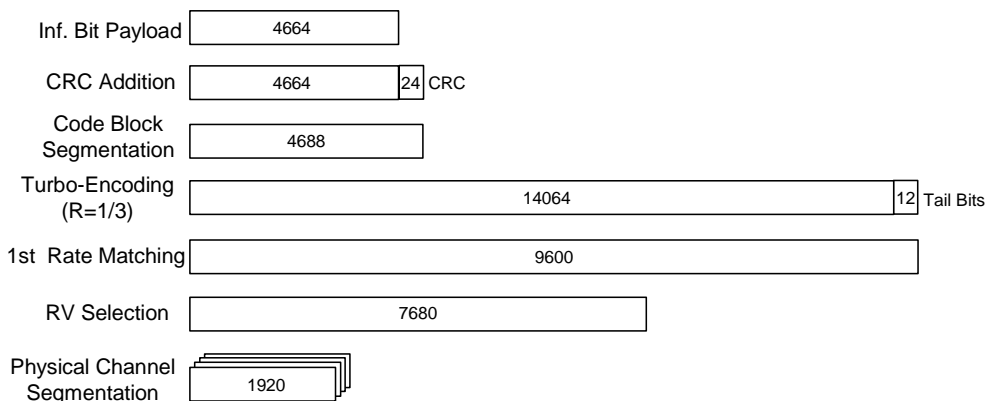 Inf. Bit Payload 4664
CRC Addition 4664 24 CRC
Code Block
Segmentation 4688
Turbo-Encoding
(R=1/3) 14064 12 Tail Bits
1st Rate Matching 9600
RV Selection 7680
Physical Channel
Segmentation 1920